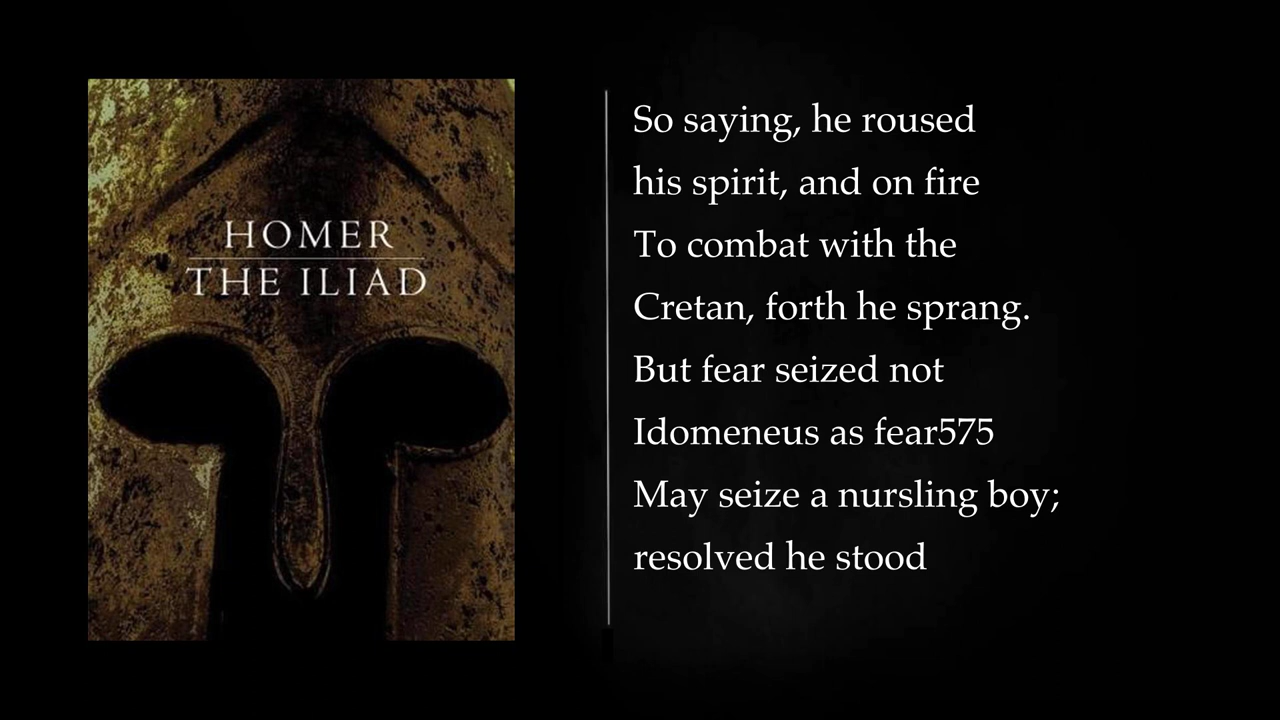 HOMER
THE ILIAD
So saying, he roused
his spirit, and on fire
To combat with the
Cretan, forth he sprang.
But fear seized not
Idomeneus as fear575
May seize a nursling boy;
resolved he stood